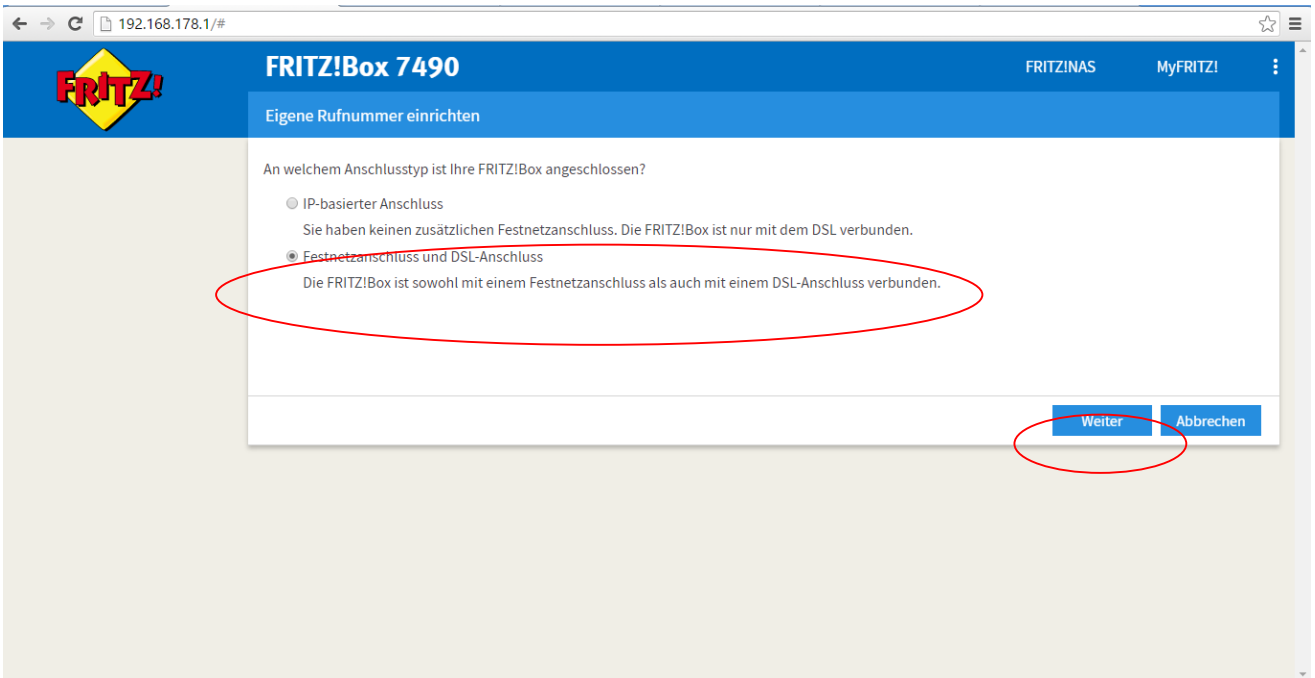 192.168.178.1/#
FRITZ!
FRITZ!Box 7490
FRITZ!NAS
MyFRITZ!
Eigene Rufnummer einrichten
An welchem Anschlusstyp ist Ihre FRITZ!Box angeschlossen?
IP-basierter Anschluss
Sie haben keinen zusätzlichen Festnetzanschluss. Die FRITZ!Box ist nur mit dem DSL verbunden.
Festnetzanschluss und DSL-Anschluss
Die FRITZ!Box ist sowohl mit einem Festnetzanschluss als auch mit einem DSL-Anschluss verbunden.
Weiter
Abbrechen